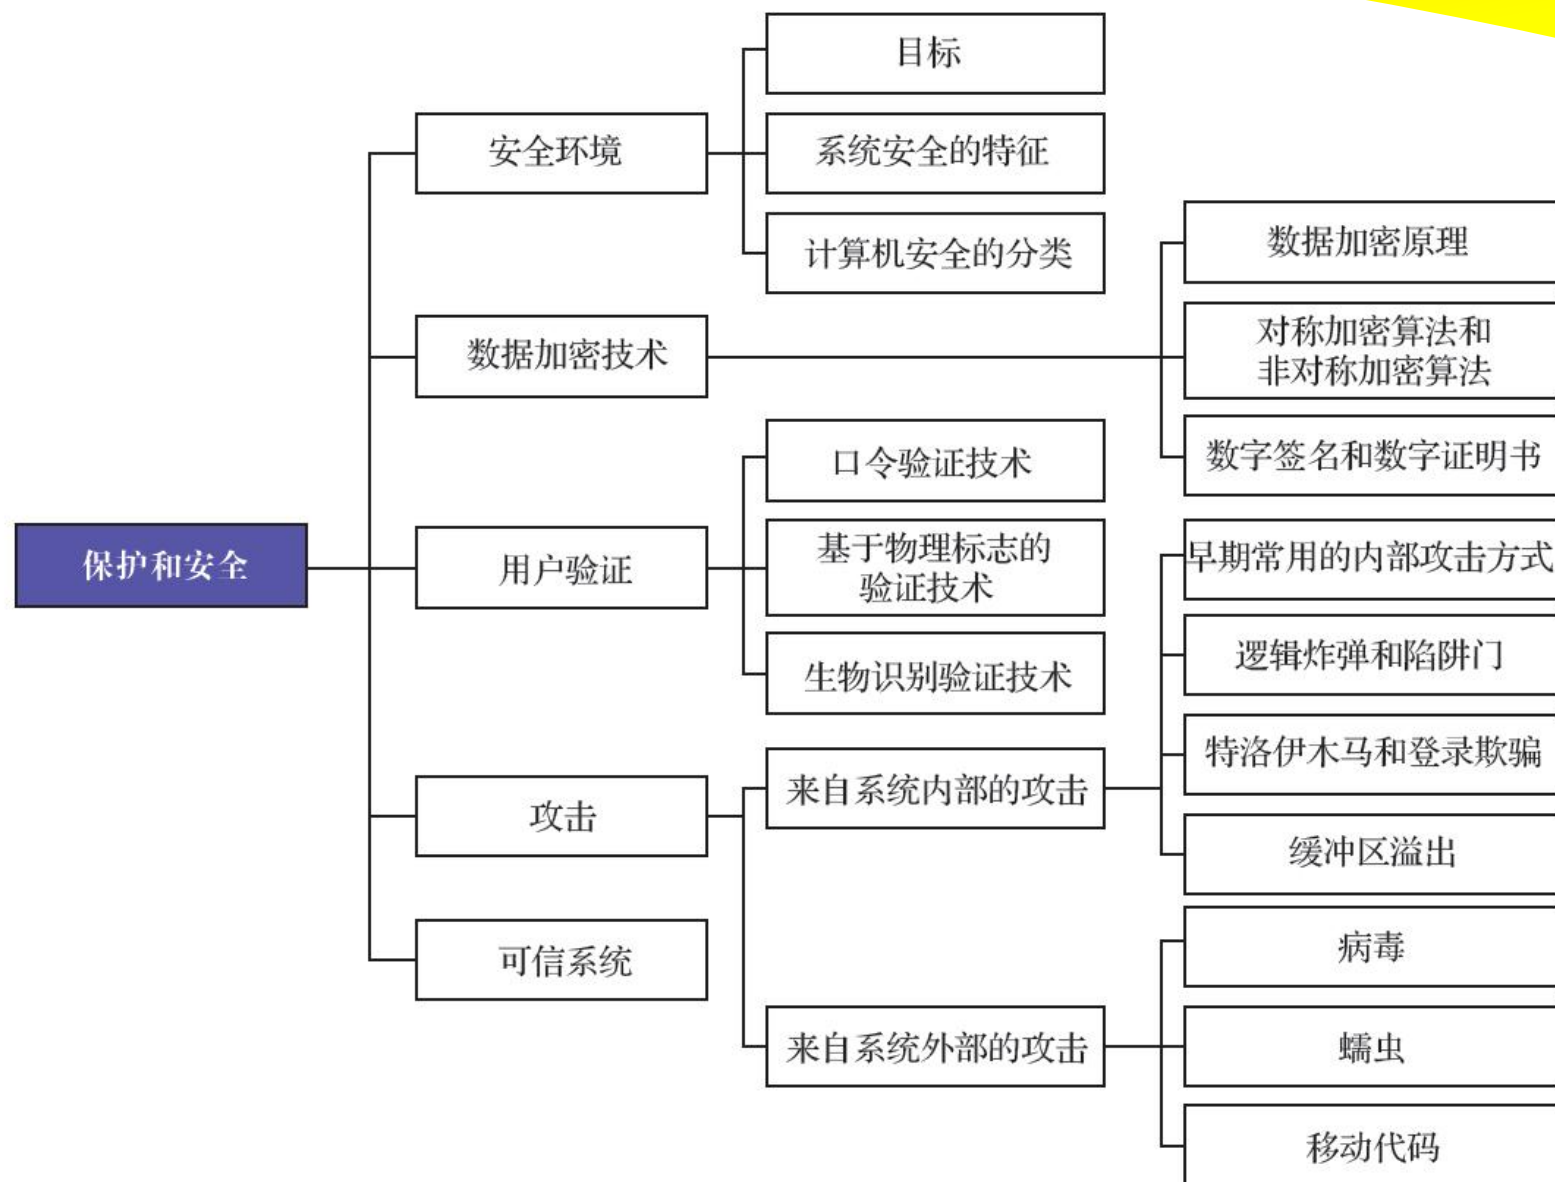 保护和安全
安全环境
目标
系统安全的特征
计算机安全的分类
数据加密技术
数据加密原理
对称加密算法和
非对称加密算法
数字签名和数字证明书
用户验证
口令验证技术
基于物理标志的
验证技术
生物识别验证技术
攻击
来自系统内部的攻击
早期常用的内部攻击方式
逻辑炸弹和陷阱门
特洛伊木马和登录欺骗
缓冲区溢出
来自系统外部的攻击
病毒
蠕虫
移动代码
可信系统